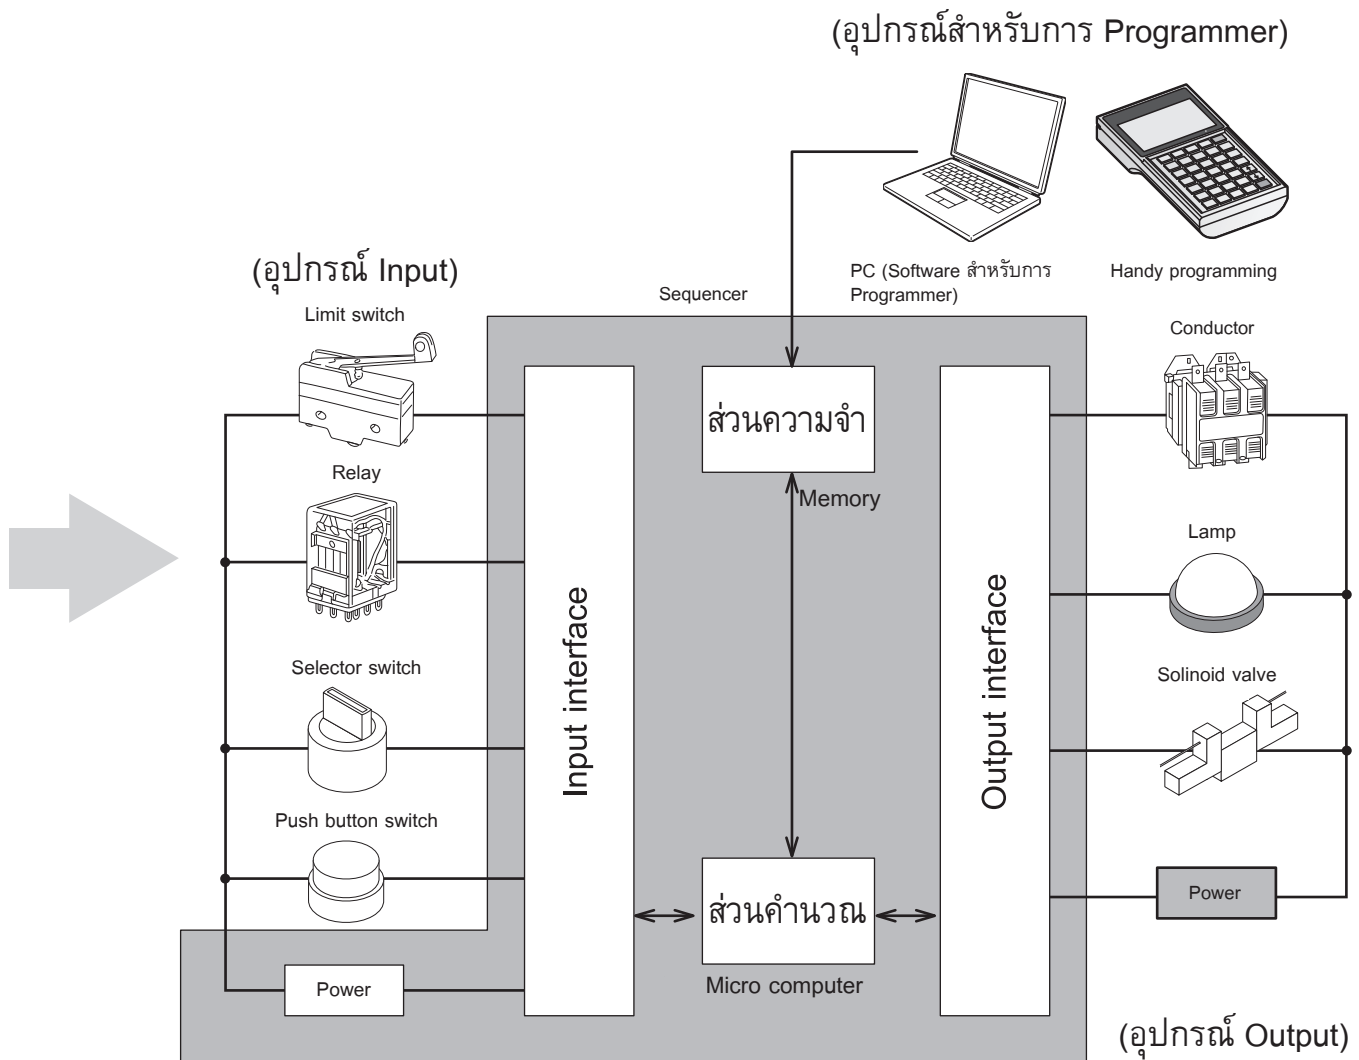 (อุปกรณ์สำหรับการ Programmer)
PC (Software สำหรับการ
Programmer)
Handy programming
(อุปกรณ์ Input)
Sequencer
Limit switch
Conductor
ส่วนความจำ
Relay
Memory
Lamp
Input interface
Output interface
Selector switch
Solinoid valve
Push button switch
ส่วนคำนวณ
Power
Power
Micro computer
(อุปกรณ์ Output)